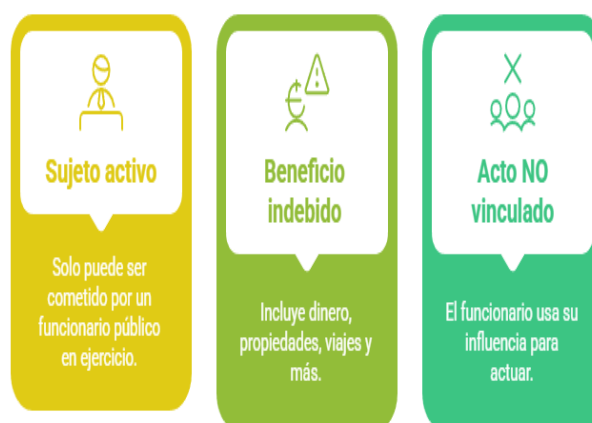 Sujeto activo
Solo puede ser
cometido por un
funcionario público
en ejercicio.
Beneficio
indebido
Incluye dinero,
propiedades, viajes y
más.
Acto NO
vinculado
El funcionario usa su
influencia para
actuar.